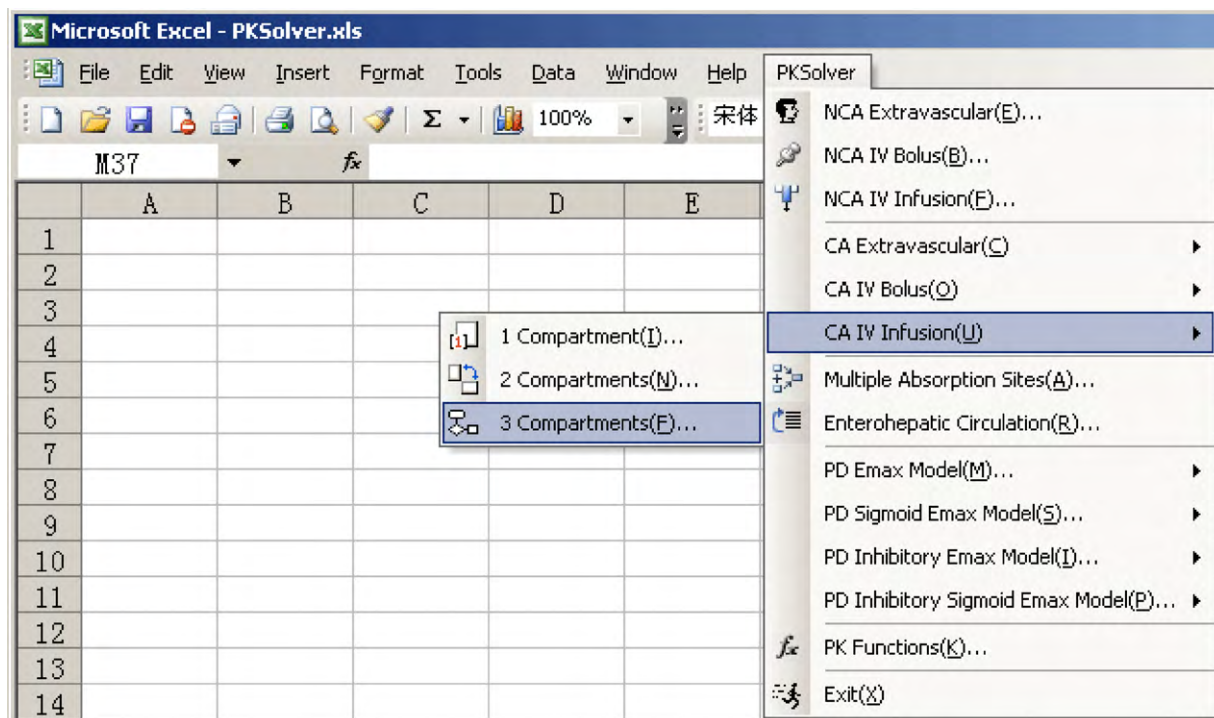 Microsoft Excel - PKSolver.xls
File Edit View Insert Format Tools Data Window Help PKSolver
Σ 100% 宋体
M37 fx
A B C D E
1
2
3
4
5
6
7
8
9
10
11
12
13
14
[1] 1 Compartment(I)...
2 Compartments(N)...
3 Compartments(F)...
NCA Extravascular(E)...
NCA IV Bolus(B)...
NCA IV Infusion(F)...
CA Extravascular(C)
CA IV Bolus(O)
CA IV Infusion(U)
Multiple Absorption Sites(A)...
Enterohepatic Circulation(R)...
PD Emax Model(M)...
PD Sigmoid Emax Model(S)...
PD Inhibitory Emax Model(I)...
PD Inhibitory Sigmoid Emax Model(P)...
fx PK Functions(K)...
Exit(X)